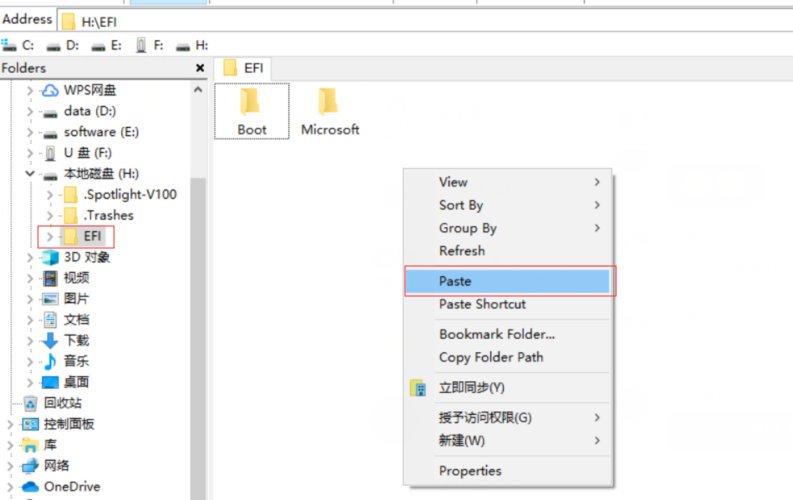 Address H:\EFI
C: D: E: F: H:
Folders
EFI
WPS网盘
data (D:)
software (E:)
U 盘 (F:)
本地磁盘 (H:)
.Spotlight-V100
.Trashes
EFI
3D 对象
视频
图片
文档
下载
音乐
桌面
回收站
控制面板
库
网络
OneDrive
Boot
Microsoft
View
Sort By
Group By
Refresh
Paste
Paste Shortcut
Bookmark Folder...
Copy Folder Path
立即同步(Y)
授予访问权限(G)
新建(W)
Properties